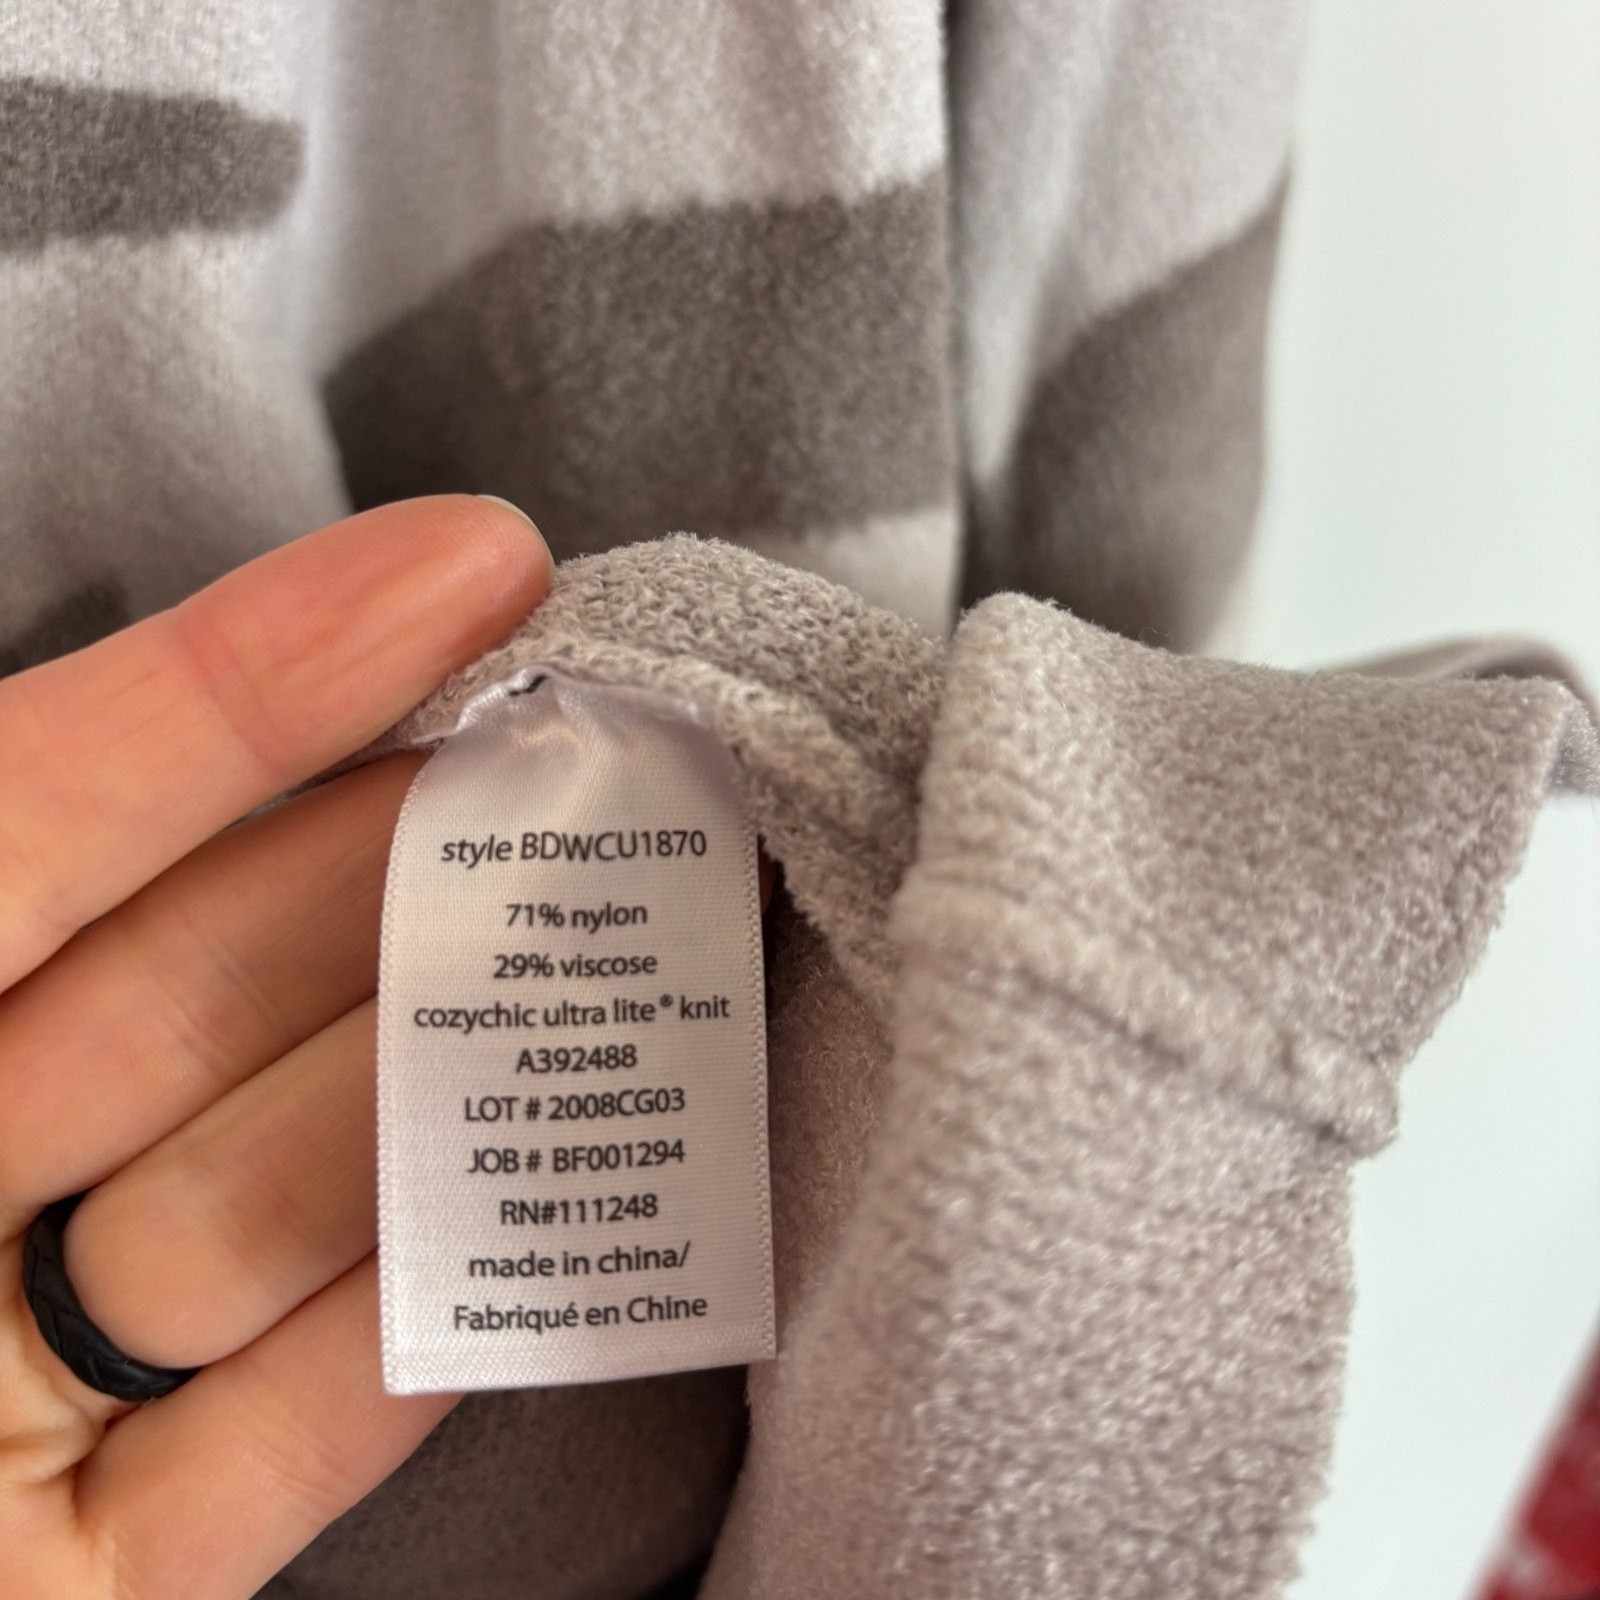 style BDWCU1870
71% nylon
29% viscose
cozychic ultra lite® knit
A392488
LOT # 2008CG03
JOB # BF001294
RN#111248
made in china/
Fabriqué en Chine